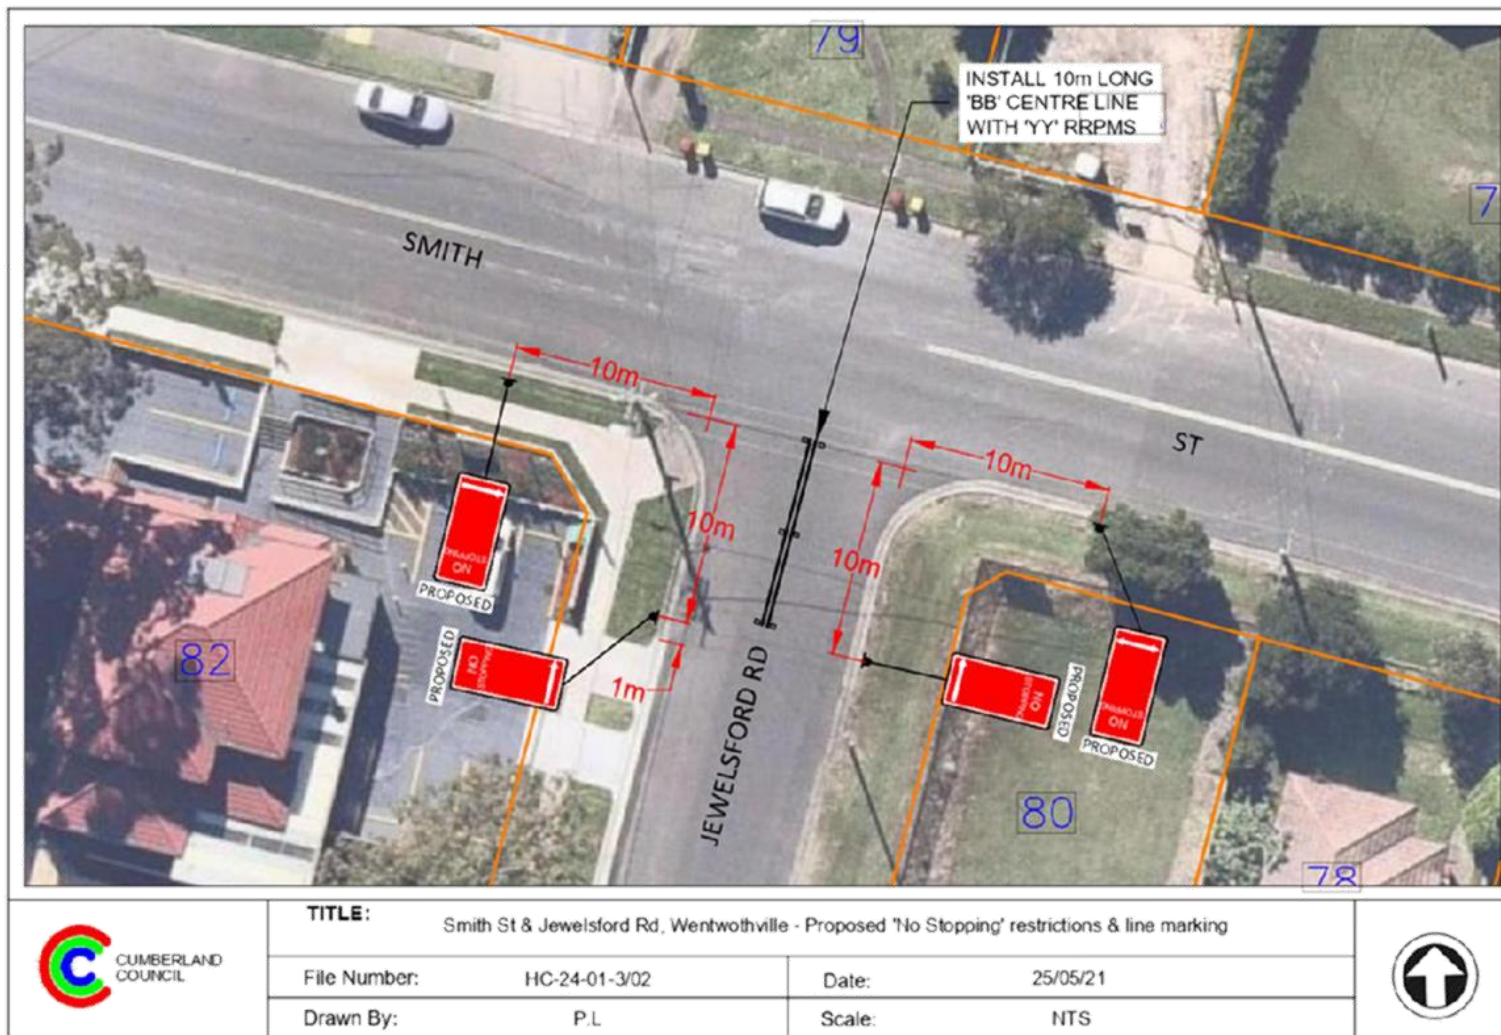 79
INSTALL 10m LONG
'BB' CENTRE LINE
WITH 'YY' RRPMS
7
SMITH
ST
10m
10m
10m
10m
1m
NO
STOPPING
PROPOSED
NO
STOPPING
PROPOSED
NO
STOPPING
PROPOSED
NO
STOPPING
PROPOSED
JEWELSFORD RD
82
80
78
CUMBERLAND
COUNCIL
TITLE: Smith St & Jewelsford Rd, Wentwothville - Proposed 'No Stopping' restrictions & line marking
File Number: HC-24-01-3/02 Date: 25/05/21
Drawn By: P.L Scale: NTS